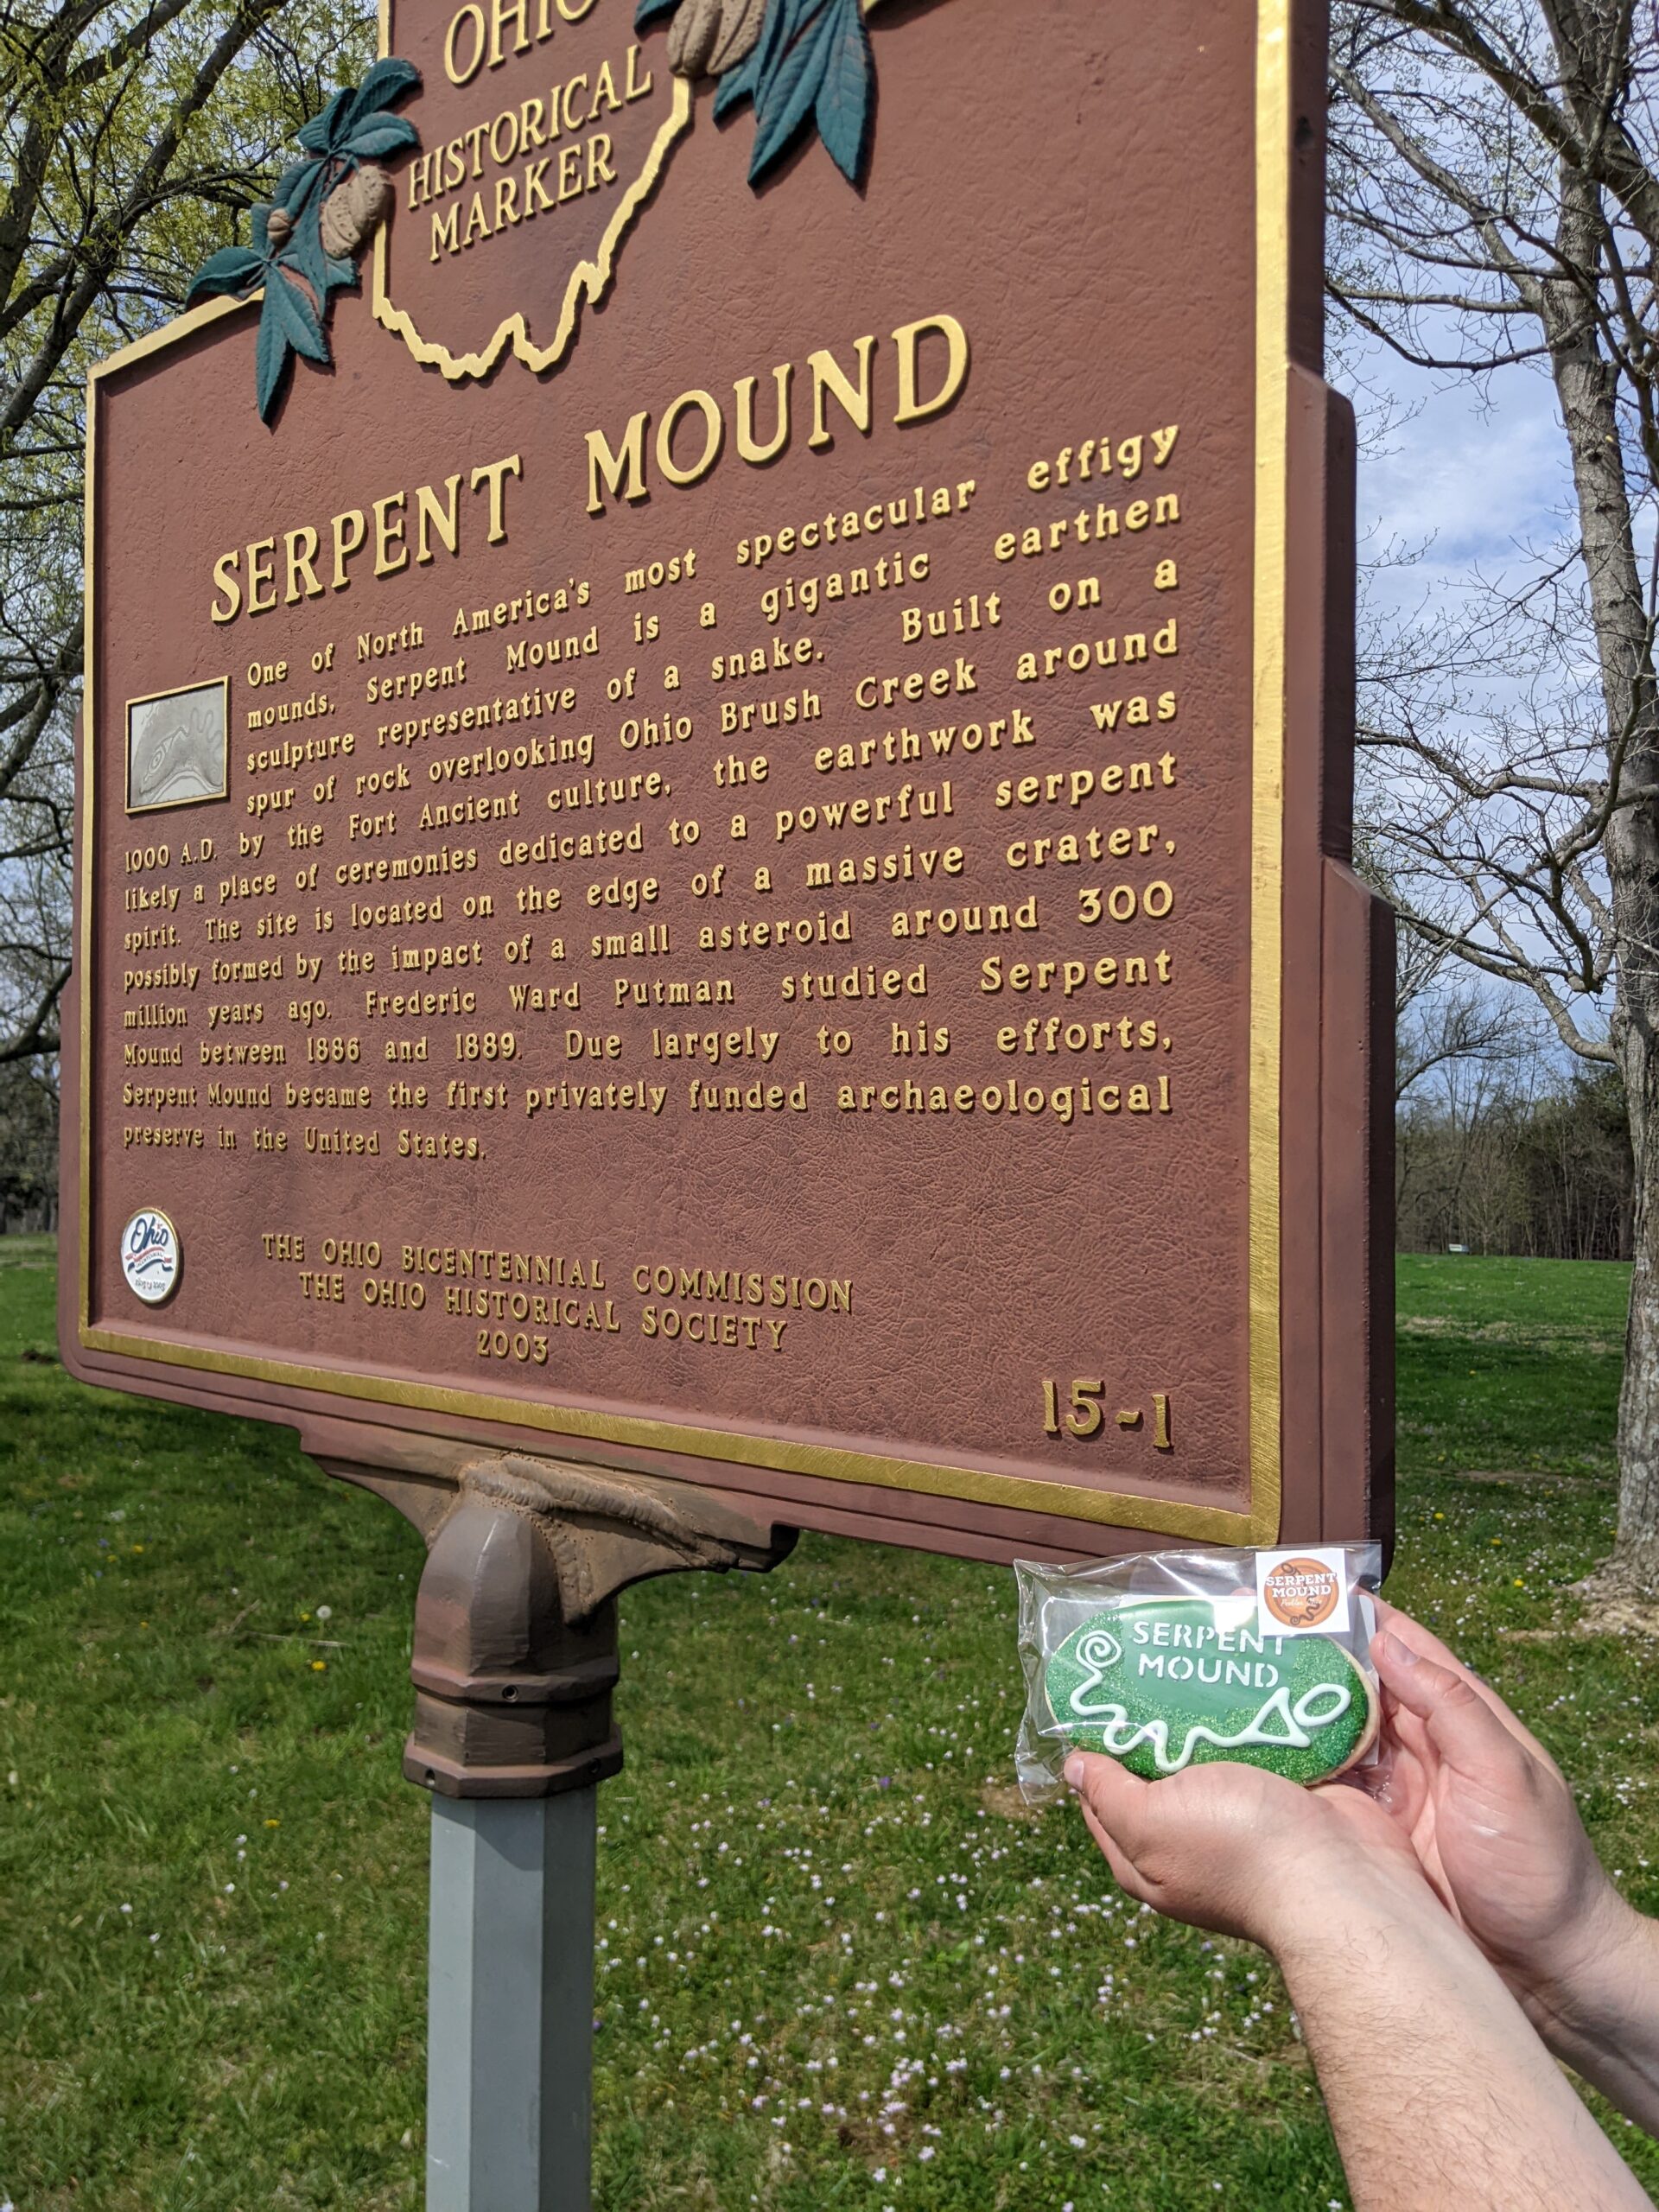 OHIO
HISTORICAL
MARKER
SERPENT MOUND
One of North America's most spectacular effigy
mounds, Serpent Mound is a gigantic earthen
sculpture representative of a snake. Built on a
spur of rock overlooking Ohio Brush Creek around
1000 A.D. by the Fort Ancient culture, the earthwork was
likely a place of ceremonies dedicated to a powerful serpent
spirit. The site is located on the edge of a massive crater,
possibly formed by the impact of a small asteroid around 300
million years ago. Frederic Ward Putman studied Serpent
Mound between 1886 and 1889. Due largely to his efforts,
Serpent Mound became the first privately funded archaeological
preserve in the United States.
Ohio
THE OHIO BICENTENNIAL COMMISSION
THE OHIO HISTORICAL SOCIETY
2003
15-1
SERPENT
MOUND
SERPENT
MOUND